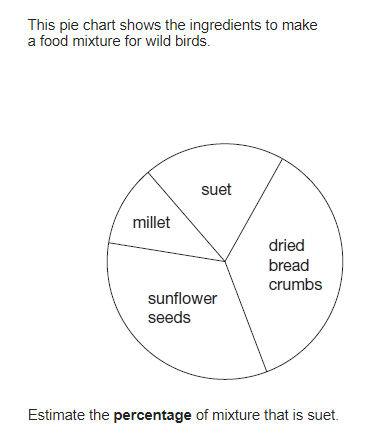 This pie chart shows the ingredients to make
a food mixture for wild birds.
suet
millet
dried
bread
crumbs
sunflower
seeds
Estimate the percentage of mixture that is suet.